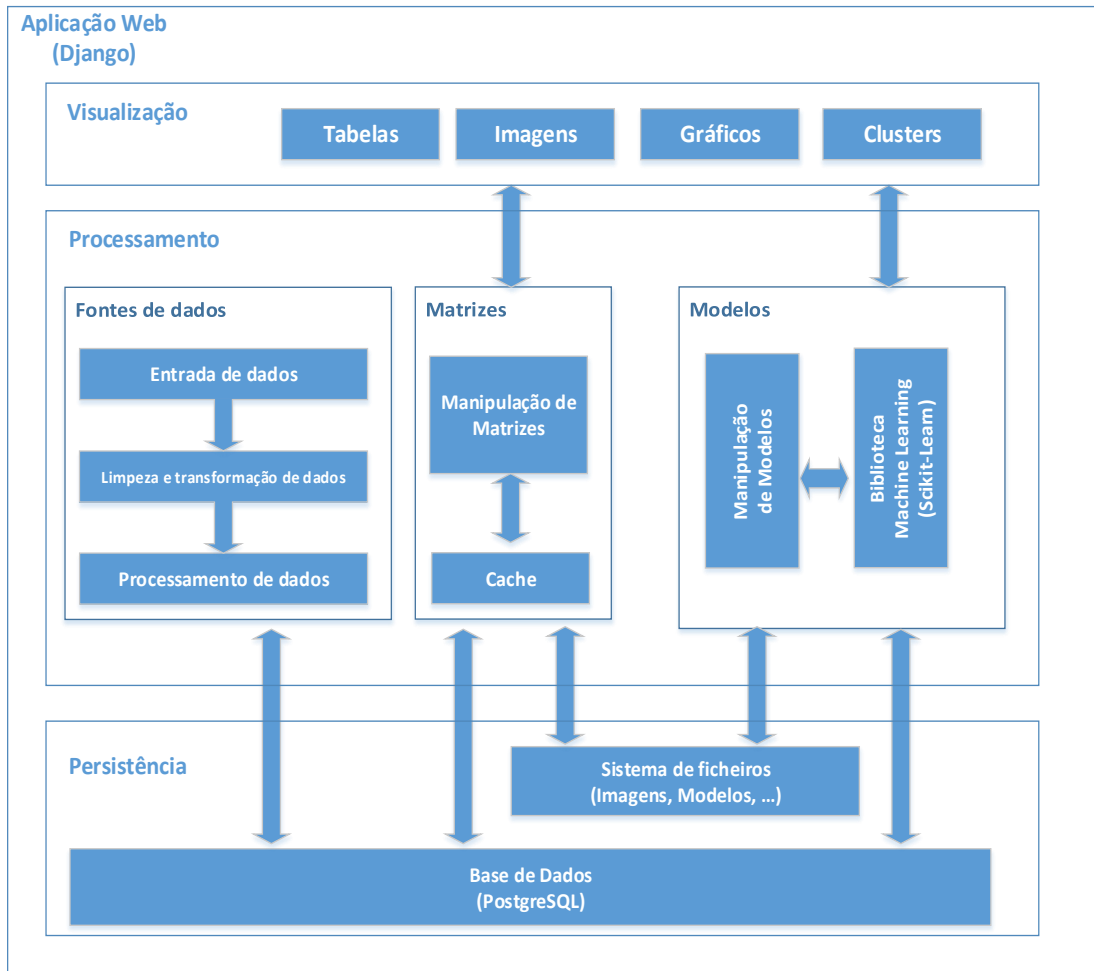 Aplicação Web
(Django)
Visualização
Tabelas
Imagens
Gráficos
Clusters
Processamento
Fontes de dados
Entrada de dados
Limpeza e transformação de dados
Processamento de dados
Matrizes
Manipulação de
Matrizes
Cache
Modelos
Manipulação
de Modelos
Biblioteca
Machine Learning
(Scikit-Learn)
Persistência
Sistema de ficheiros
(Imagens, Modelos, ...)
Base de Dados
(PostgreSQL)